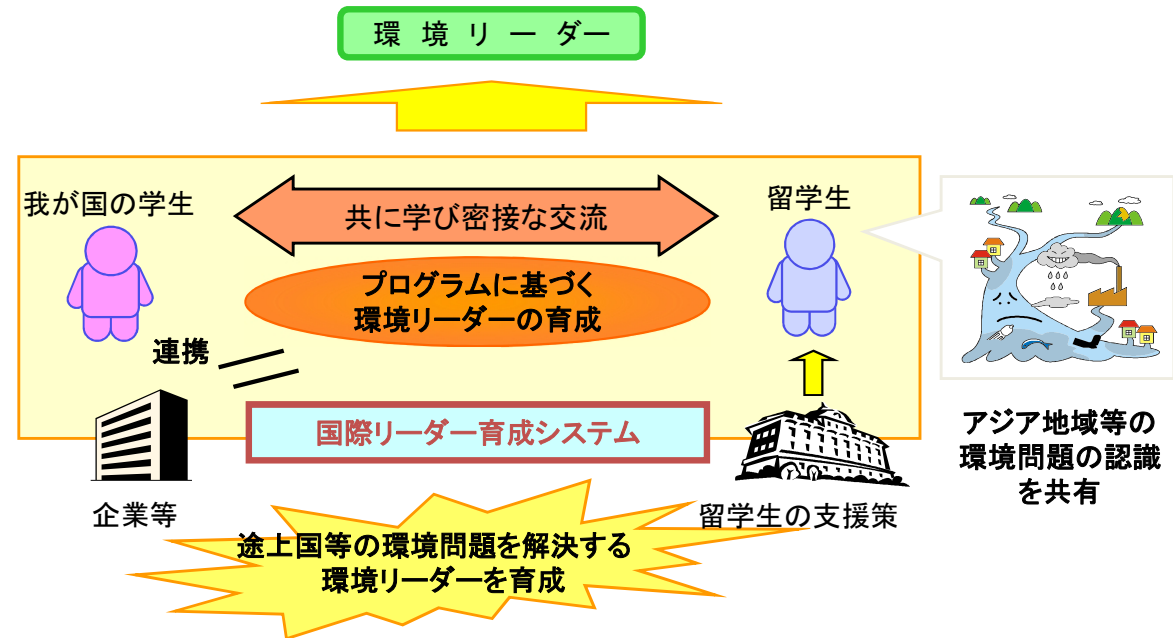 環 境 リ ー ダー
我が国の学生
共に学び密接な交流
留学生
プログラムに基づく
環境リーダーの育成
連携
国際リーダー育成システム
アジア地域等の
環境問題の認識
を共有
企業等
留学生の支援策
途上国等の環境問題を解決する
環境リーダーを育成